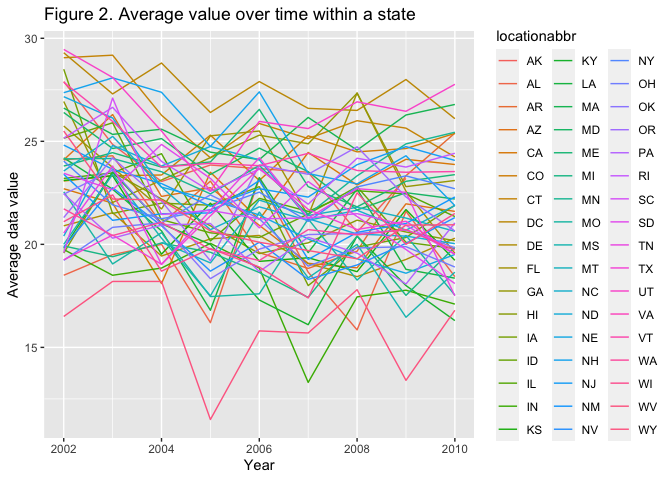 Figure 2. Average value over time within a state
30
25
20
15
Average data value
2002
2004
2006
2008
2010
Year
locationabbr
AK
AL
AR
AZ
CA
CO
CT
DC
DE
FL
GA
HI
IA
ID
IL
IN
KS
KY
LA
MA
MD
ME
MI
MN
MO
MS
MT
NC
ND
NE
NH
NJ
NM
NV
NY
OH
OK
OR
PA
RI
SC
SD
TN
TX
UT
VA
VT
WA
WI
WV
WY